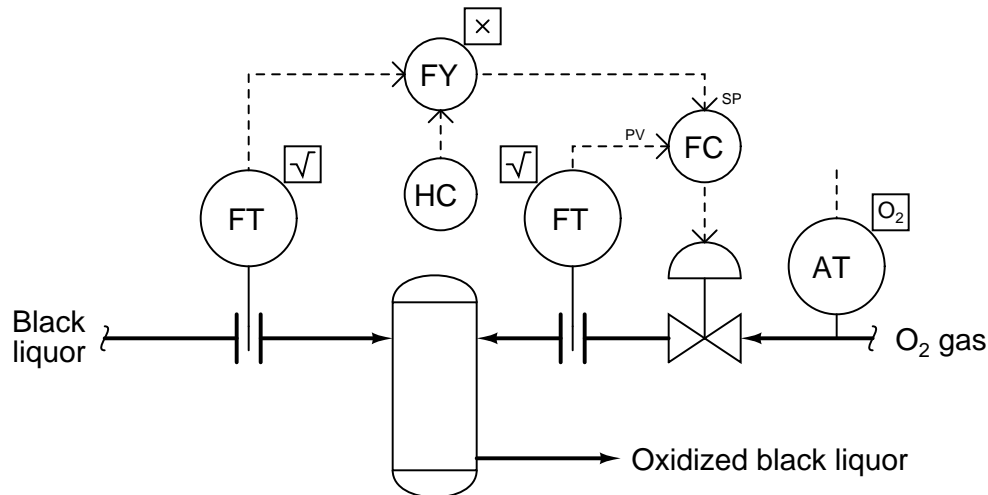 ×
FY
SP
PV
FC
√
HC
√
FT
FT
O₂
AT
Black
liquor
O₂ gas
Oxidized black liquor